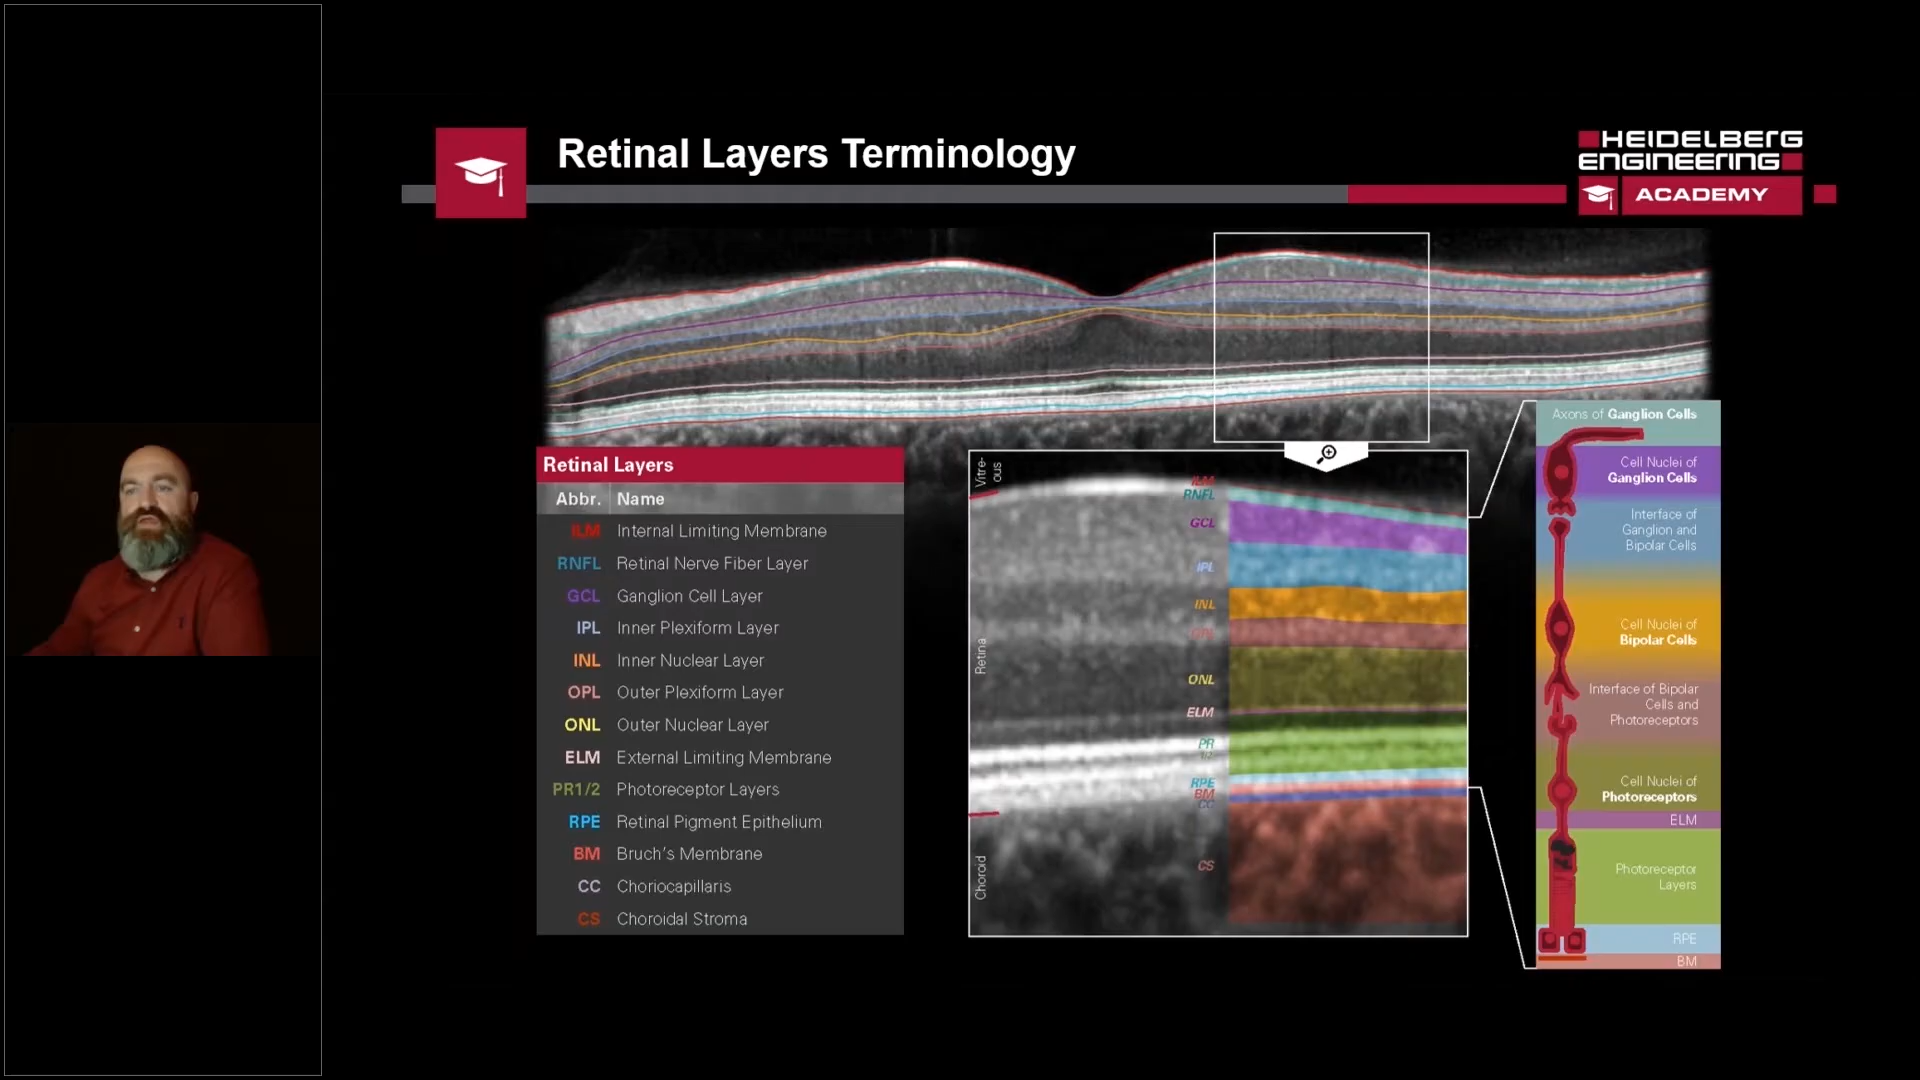 Retinal Layers Terminology
HEIDELBERG
ENGINEERING
ACADEMY
Retinal Layers
Abbr. Name
ILM Internal Limiting Membrane
RNFL Retinal Nerve Fiber Layer
GCL Ganglion Cell Layer
IPL Inner Plexiform Layer
INL Inner Nuclear Layer
OPL Outer Plexiform Layer
ONL Outer Nuclear Layer
ELM External Limiting Membrane
PR1/2 Photoreceptor Layers
RPE Retinal Pigment Epithelium
BM Bruch's Membrane
CC Choriocapillaris
CS Choroidal Stroma
Vitre-
ous
Retina
Choroid
ILM
RNFL
GCL
IPL
INL
OPL
ONL
ELM
PR
RPE
BM
CC
CS
Axons of Ganglion Cells
Cell Nuclei of
Ganglion Cells
Interface of
Ganglion and
Bipolar Cells
Cell Nuclei of
Bipolar Cells
Interface of Bipolar
Cells and
Photoreceptors
Cell Nuclei of
Photoreceptors
ELM
Photoreceptor
Layers
RPE
BM